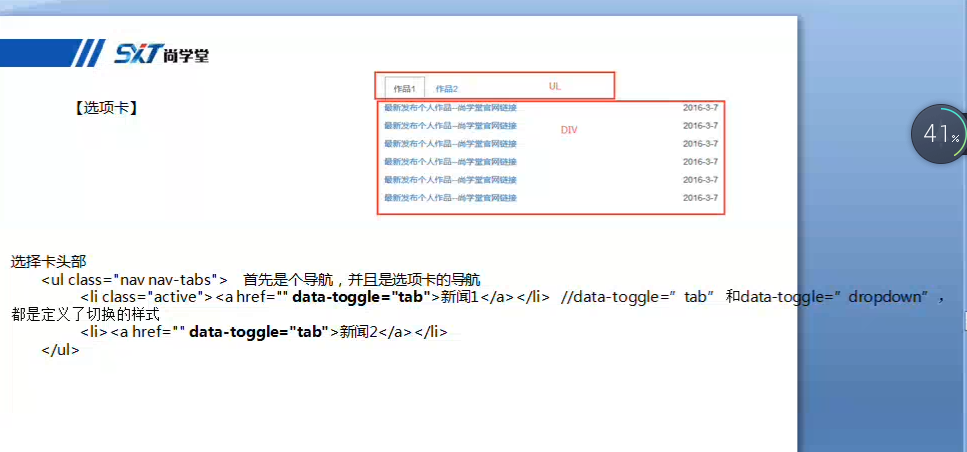 SXT尚学堂
【选项卡】
作品1 作品2 UL
最新发布个人作品--尚学堂官网链接 2016-3-7
最新发布个人作品--尚学堂官网链接 2016-3-7
DIV
最新发布个人作品--尚学堂官网链接 2016-3-7
最新发布个人作品--尚学堂官网链接 2016-3-7
最新发布个人作品--尚学堂官网链接 2016-3-7
最新发布个人作品--尚学堂官网链接 2016-3-7
41%
选择卡头部
<ul class="nav nav-tabs"> 首先是个导航，并且是选项卡的导航
<li class="active"><a href="" data-toggle="tab">新闻1</a></li> //data-toggle=”tab” 和data-toggle=”dropdown”，
都是定义了切换的样式
<li><a href="" data-toggle="tab">新闻2</a></li>
</ul>